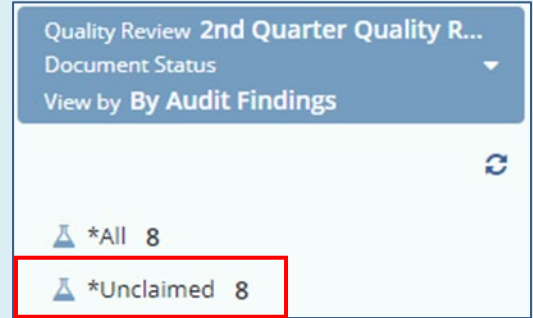 Quality Review 2nd Quarter Quality R...
Document Status
View by By Audit Findings
*All 8
*Unclaimed 8